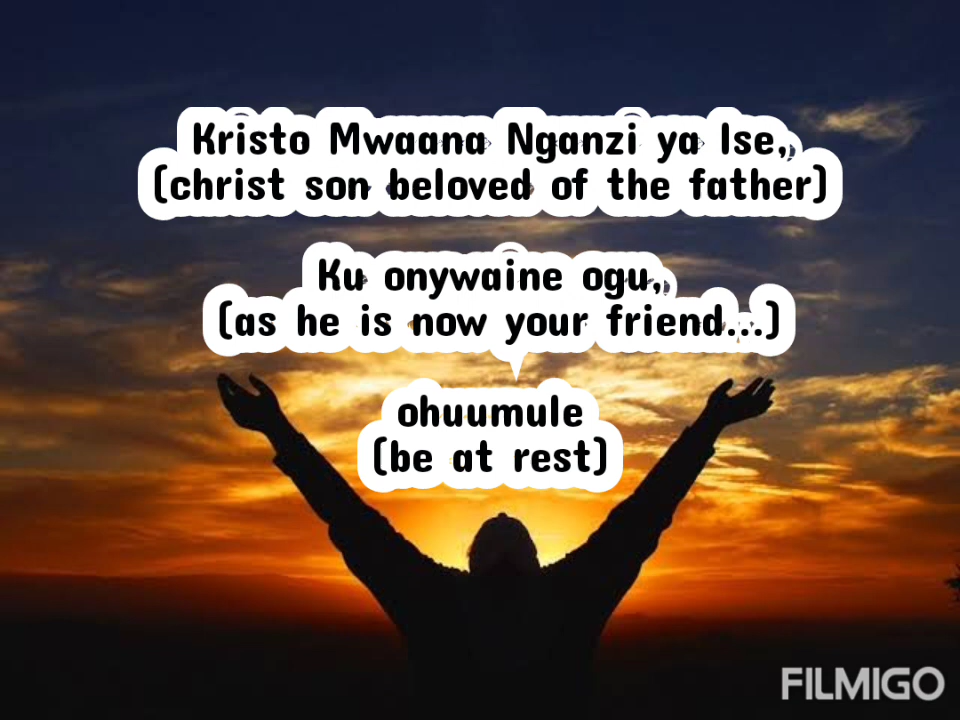 Kristo Mwaana Nganzi ya Ise,
(christ son beloved of the father)
Ku onywaine ogu,
(as he is now your friend...)
ohuumule
(be at rest)
FILMIGO